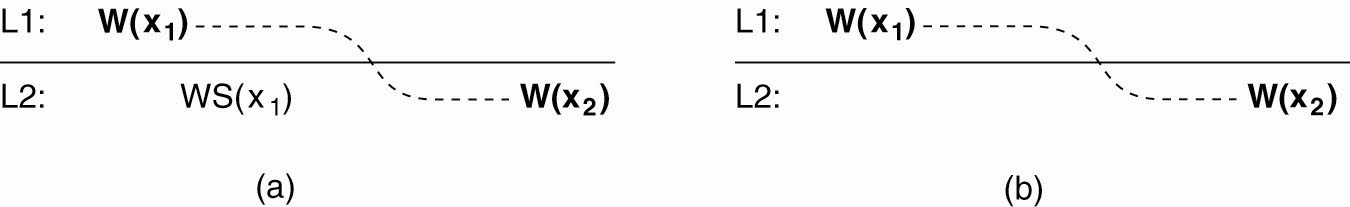 L1: W(x₁) L1: W(x₁)
L2: WS(x₁) W(x₂) L2: W(x₂)
(a) (b)